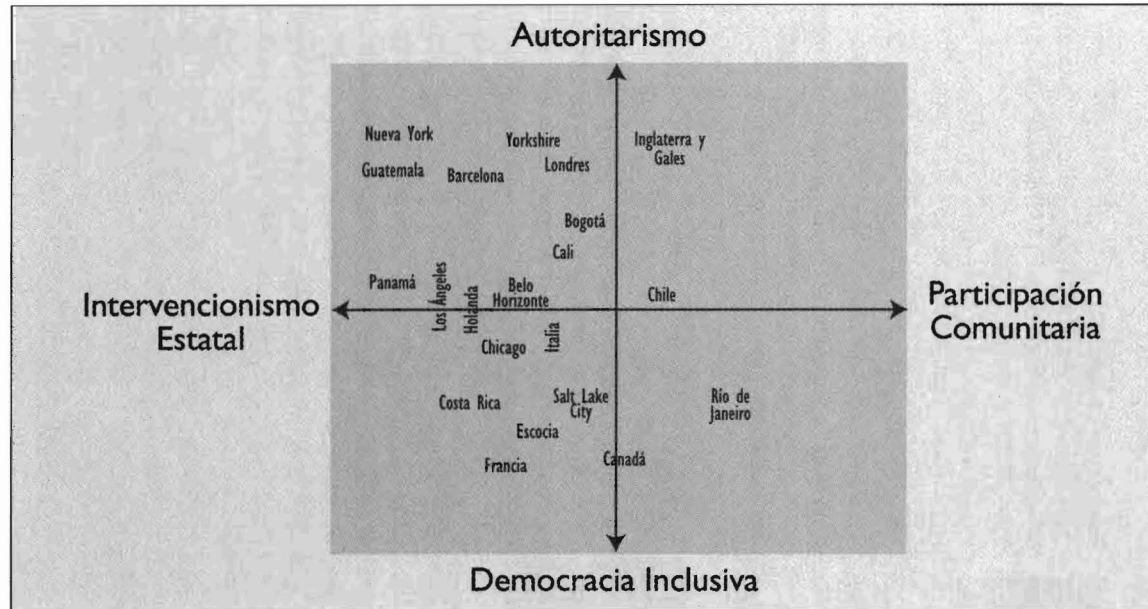 Autoritarismo
Nueva York
Yorkshire
Inglaterra y
Gales
Guatemala
Barcelona
Londres
Bogotá
Cali
Panamá
Los Ángeles
Holanda
Belo
Horizonte
Chile
Intervencionismo
Estatal
Participación
Comunitaria
Chicago
Italia
Costa Rica
Salt Lake
City
Río de
Janeiro
Escocia
Francia
Canadá
Democracia Inclusiva